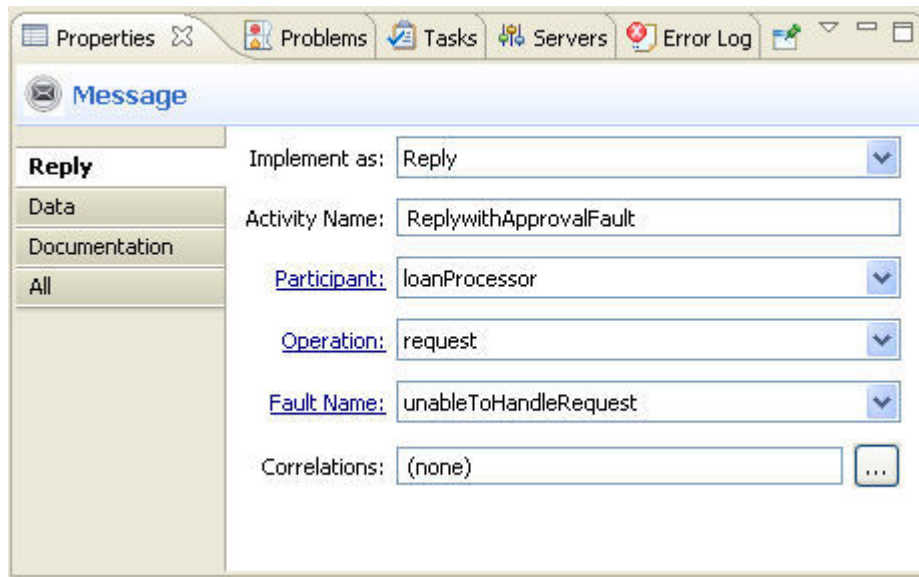 Properties Problems Tasks Servers Error Log
Message
Reply
Data
Documentation
All
Implement as: Reply
Activity Name: ReplywithApprovalFault
Participant: loanProcessor
Operation: request
Fault Name: unableToHandleRequest
Correlations: (none) ...